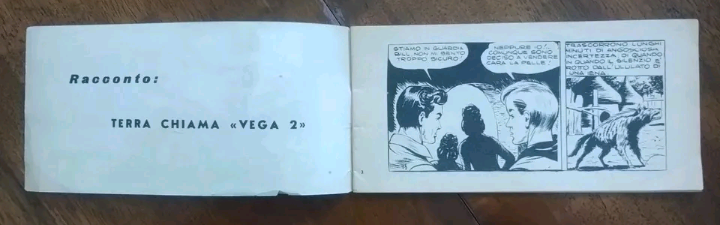 Racconto:
TERRA CHIAMA «VEGA 2»
STIAMO IN GUARDIA
BILL. NON MI SENTO
TROPPO SICURO!
NEPPURE IO!..
COMUNQUE SONO
DECISO A VENDERE
CARA LA PELLE!
TRASCORRONO LUNGHI
MINUTI DI ANGOSCIOSA
INCERTEZZA. DI QUANDO
IN QUANDO IL SILENZIO È
ROTTO DALL'ULULATO DI
UNA IENA